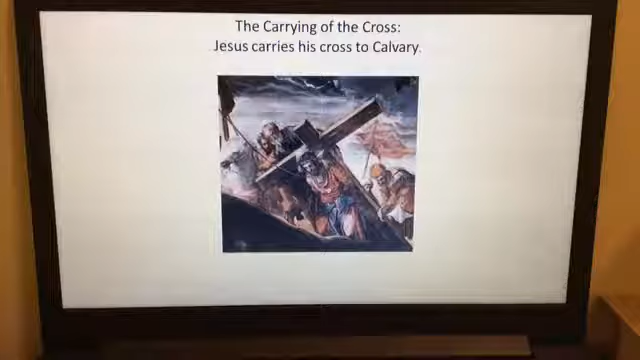 The Carrying of the Cross:
Jesus carries his cross to Calvary.